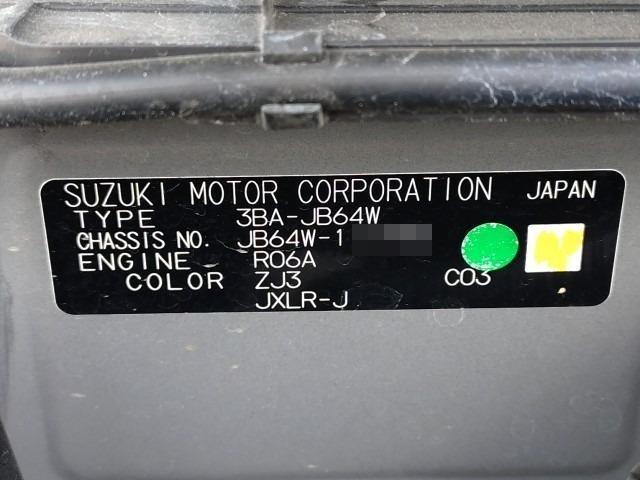 SUZUKI MOTOR CORPORATION JAPAN
TYPE 3BA-JB64W
CHASSIS NO. JB64W-1
ENGINE R06A
COLOR ZJ3 C03
JXLR-J